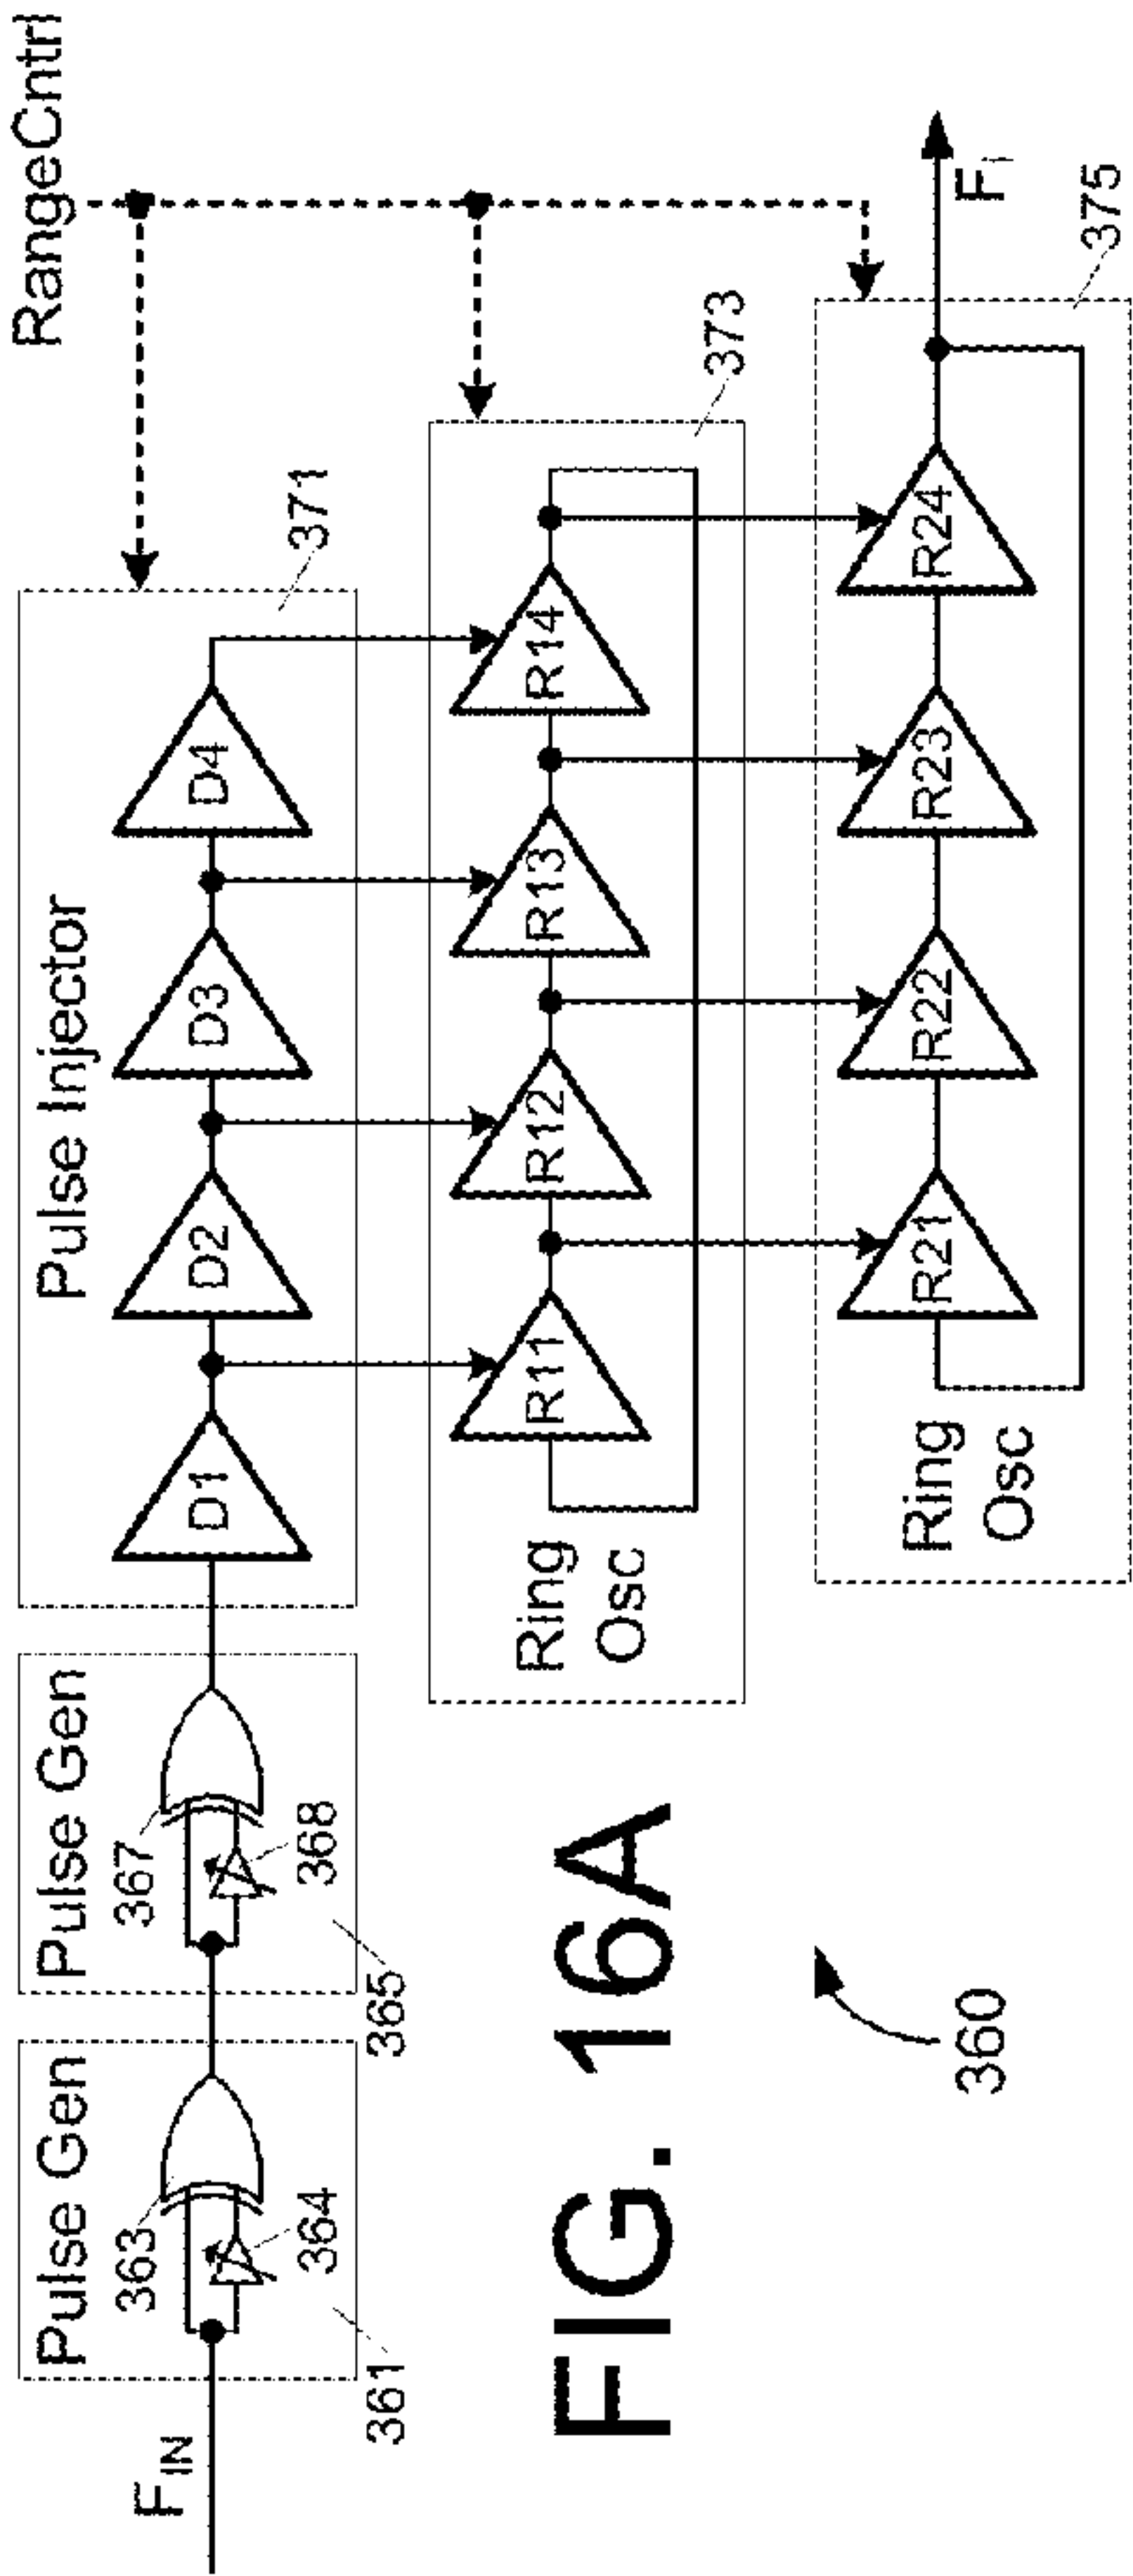 RangeCntrl
Pulse Gen
Pulse Gen
Pulse Injector
F_IN
363
364
361
367
368
365
D1
D2
D3
D4
371
Ring
Osc
R11
R12
R13
R14
373
Ring
Osc
R21
R22
R23
R24
F_i
375
FIG. 16A
360